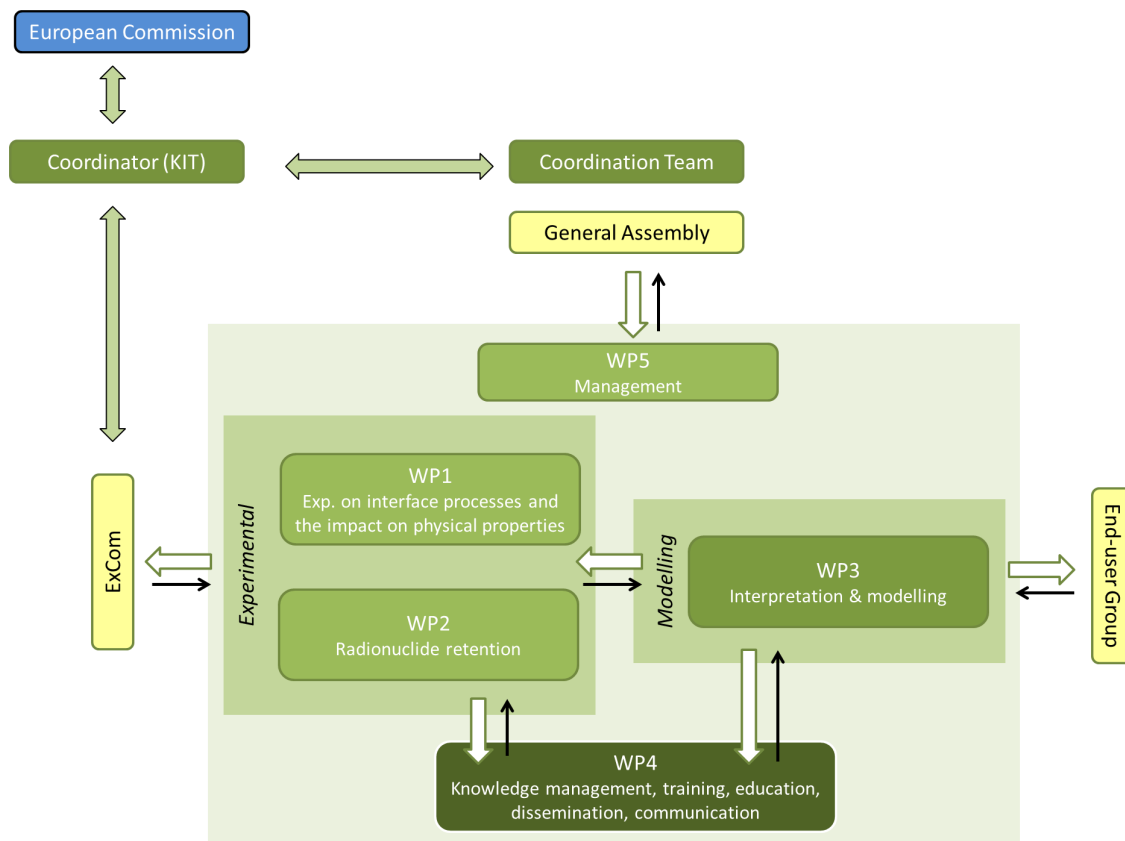 European Commission
Coordinator (KIT)
Coordination Team
General Assembly
WP5
Management
WP1
Exp. on interface processes and
the impact on physical properties
Experimental
ExCom
WP2
Radionuclide retention
Modelling
WP3
Interpretation & modelling
End-user Group
WP4
Knowledge management, training, education,
dissemination, communication